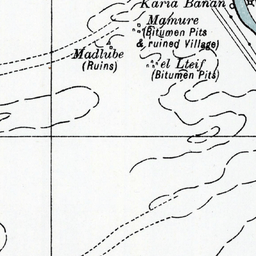 Karia Banan
Mamure
(Bitumen Pits
& ruined Village)
Madlube
(Ruins)
el Lteif
(Bitumen Pits)